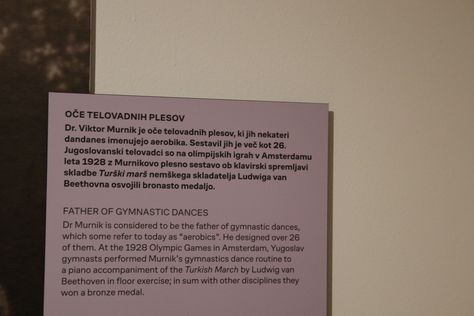 OČE TELOVADNIH PLESOV
Dr. Viktor Murnik je oče telovadnih plesov, ki jih nekateri
dandanes imenujejo aerobika. Sestavil jih je več kot 26.
Jugoslovanski telovadci so na olimpijskih igrah v Amsterdamu
leta 1928 z Murnikovo plesno sestavo ob klavirski spremljavi
skladbe Turški marš nemškega skladatelja Ludwiga van
Beethovna osvojili bronasto medaljo.
FATHER OF GYMNASTIC DANCES
Dr Murnik is considered to be the father of gymnastic dances,
which some refer to today as "aerobics". He designed over 26
of them. At the 1928 Olympic Games in Amsterdam, Yugoslav
gymnasts performed Murnik's gymnastics dance routine to
a piano accompaniment of the Turkish March by Ludwig van
Beethoven in floor exercise; in sum with other disciplines they
won a bronze medal.